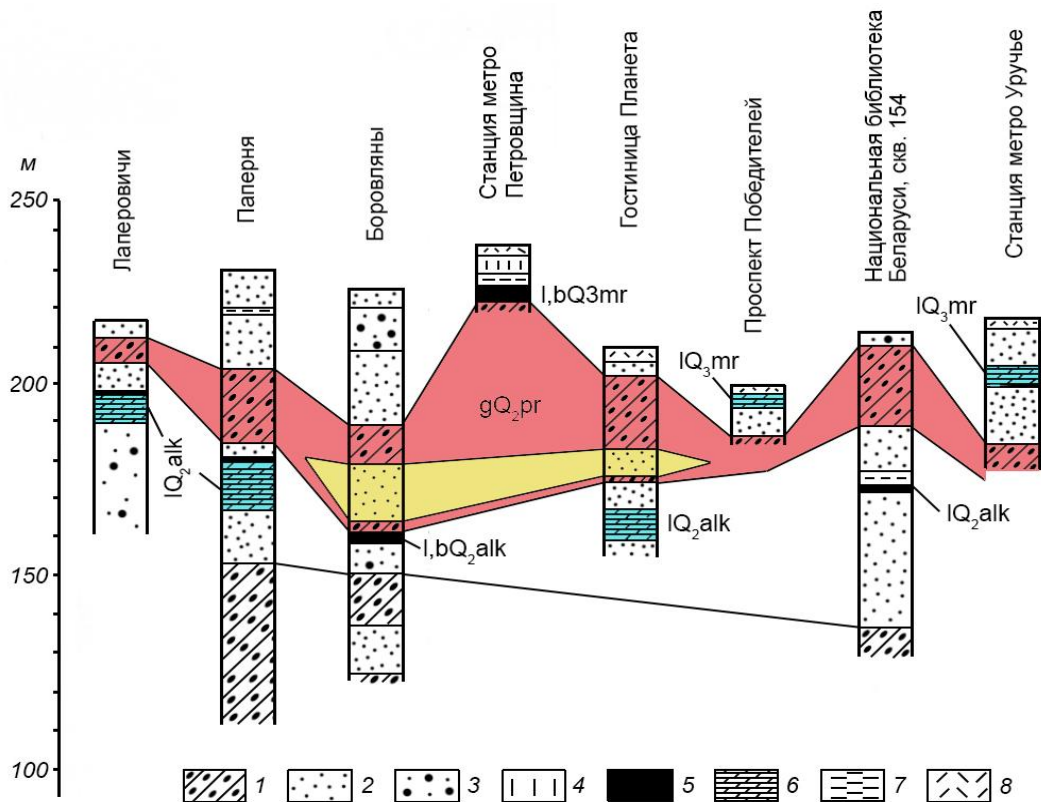 м
250
200
150
100
Лаперовичи
Паперня
Боровляны
Станция метро
Петровщина
Гостиница Планета
Проспект Победителей
Национальная библиотека
Беларуси, скв. 154
Станция метро Уручье
l,bQ3mr
lQ₃mr
lQ₃mr
gQ₂pr
lQ₂alk
l,bQ₂alk
lQ₂alk
lQ₂alk
1
2
3
4
5
6
7
8